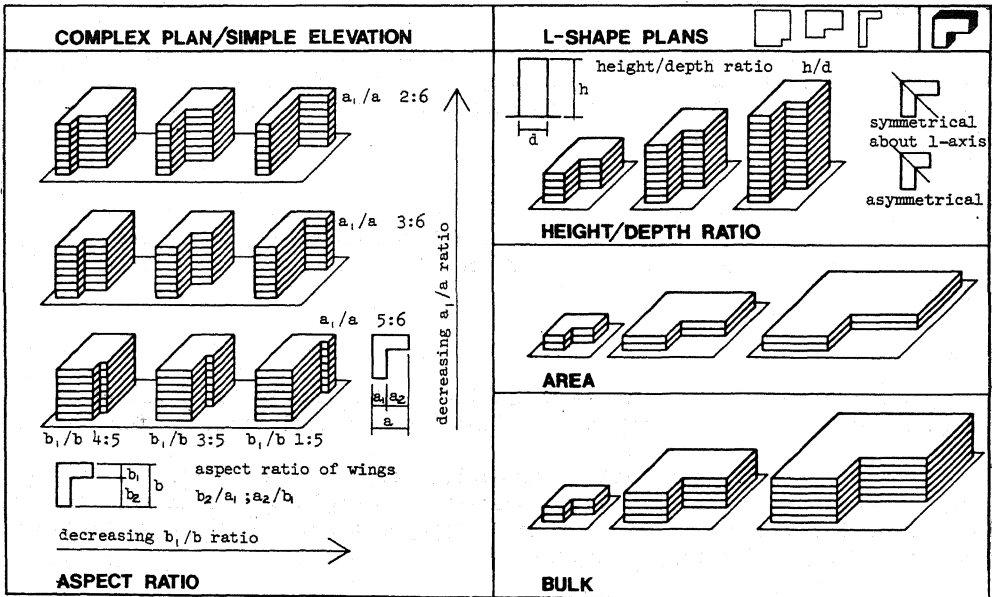 COMPLEX PLAN/SIMPLE ELEVATION
a₁/a 2:6
a₁/a 3:6
a₁/a 5:6
decreasing a₁/a ratio
a₁ a₂
a
b₁/b 4:5 b₁/b 3:5 b₁/b 1:5
b₁
b₂
b
aspect ratio of wings
b₂/a₁ ;a₂/b₁
decreasing b₁/b ratio
ASPECT RATIO
L-SHAPE PLANS
height/depth ratio h/d
h
d
symmetrical
about l-axis
asymmetrical
HEIGHT/DEPTH RATIO
AREA
BULK